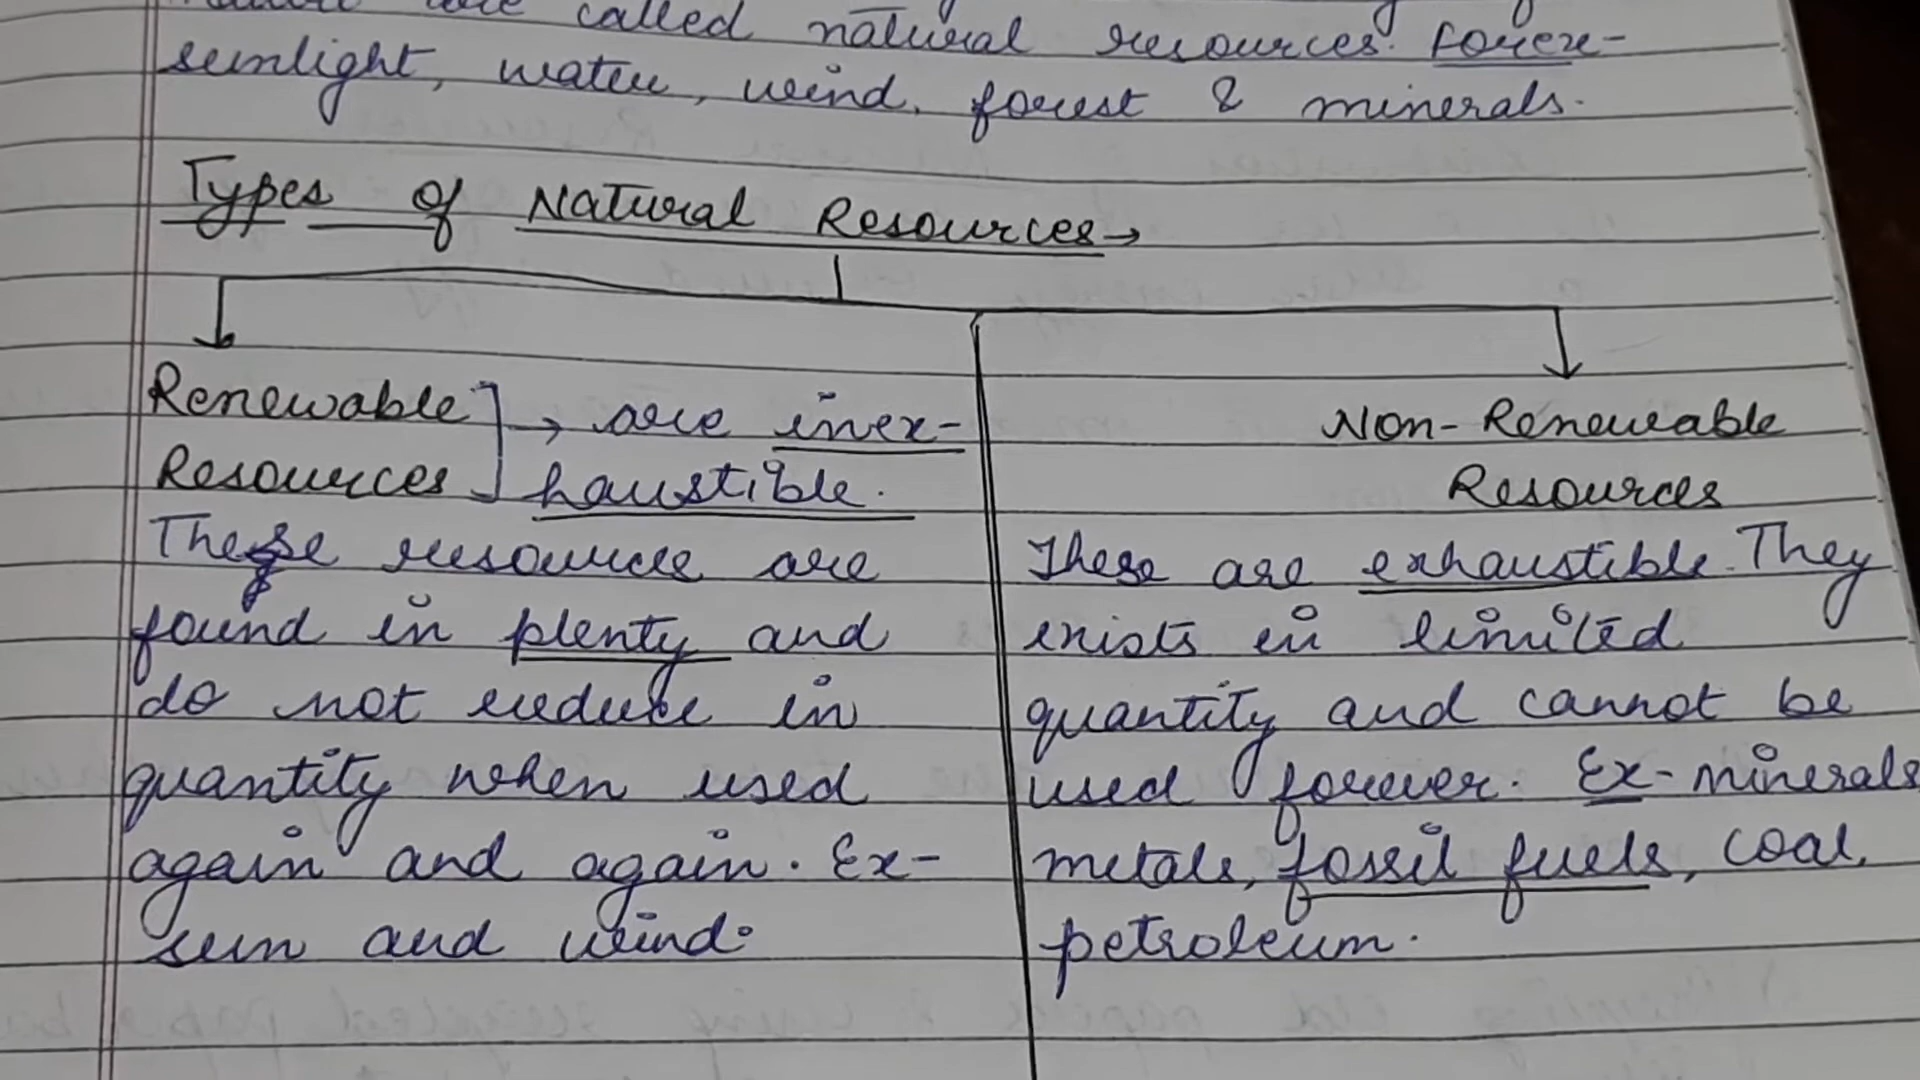 are called natural resources. forex-
sunlight, water, wind, forest & minerals.
Types of Natural Resources→
Renewable → are inex-
Resources haustible.
These resources are
found in plenty and
do not reduce in
quantity when used
again and again. Ex-
sun and wind.
Non-Renewable
Resources
These are exhaustible. They
exists in limited
quantity and cannot be
used forever. Ex- minerals
metals, fossil fuels, coal,
petroleum.